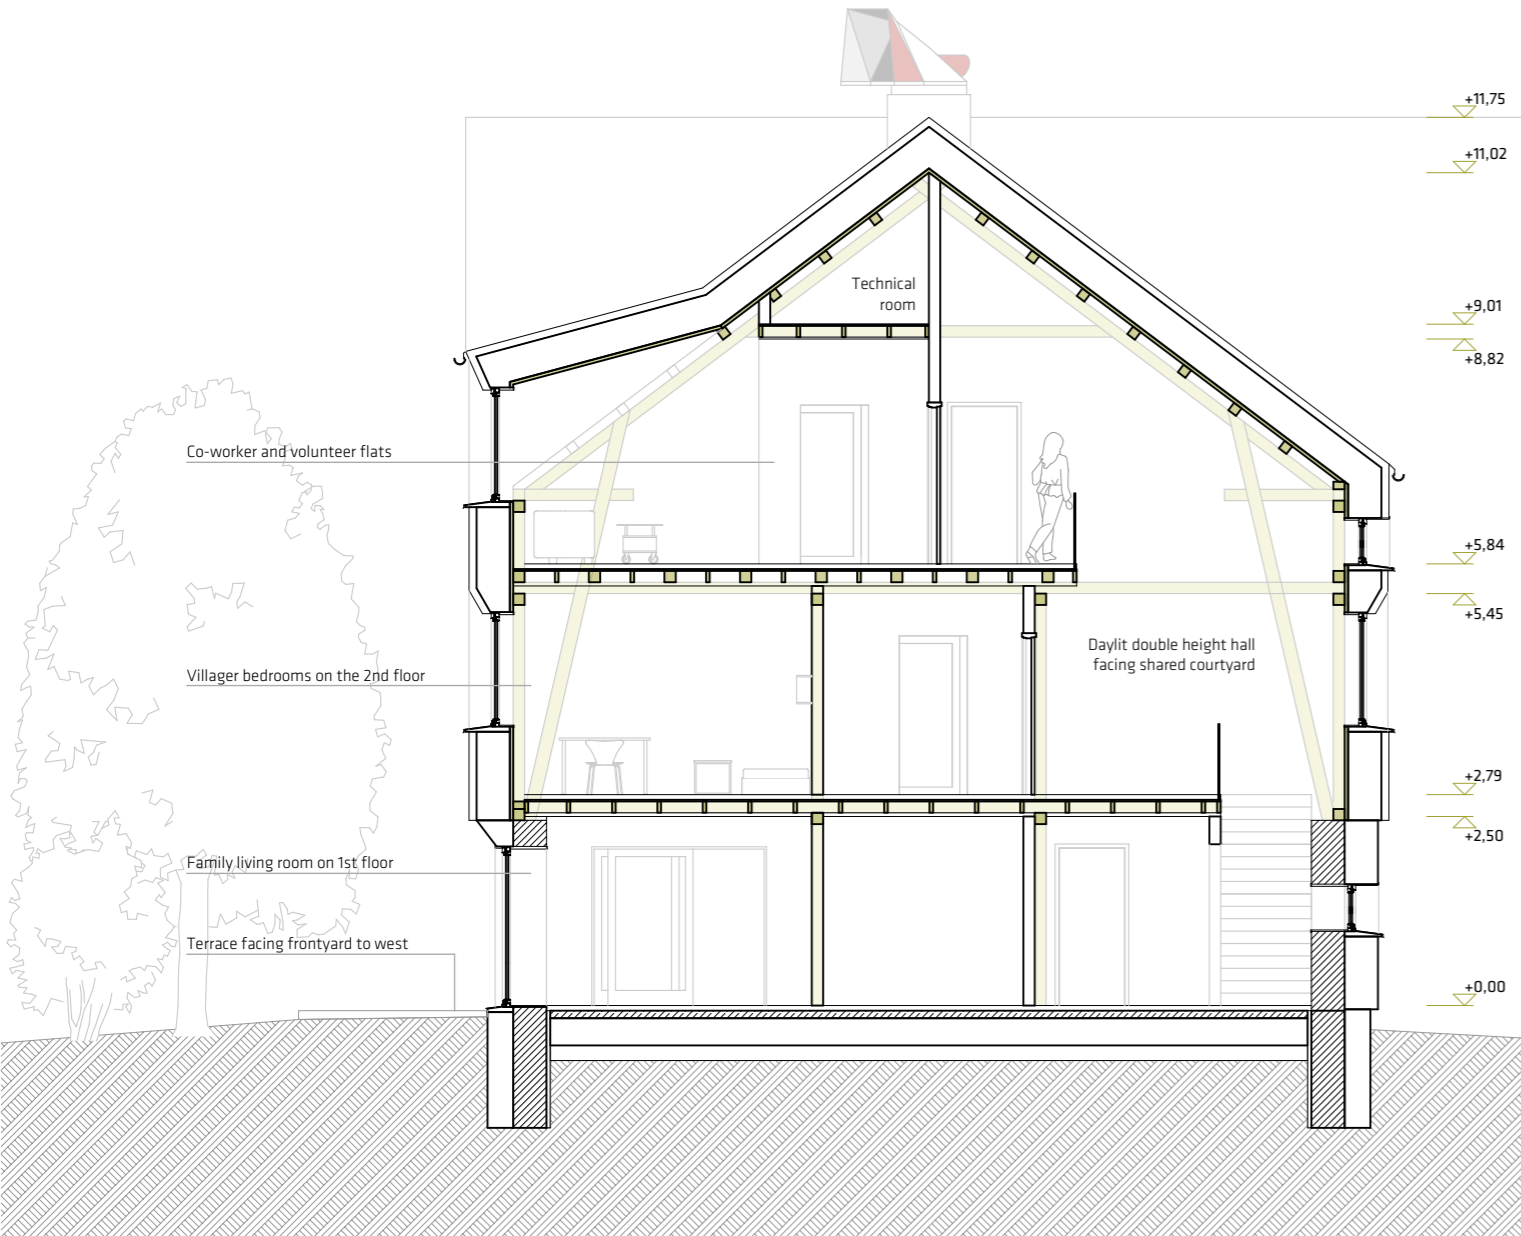 +11,75
+11,02
Technical
room
+9,01
+8,82
Co-worker and volunteer flats
+5,84
+5,45
Daylit double height hall
facing shared courtyard
Villager bedrooms on the 2nd floor
+2,79
+2,50
Family living room on 1st floor
Terrace facing frontyard to west
+0,00